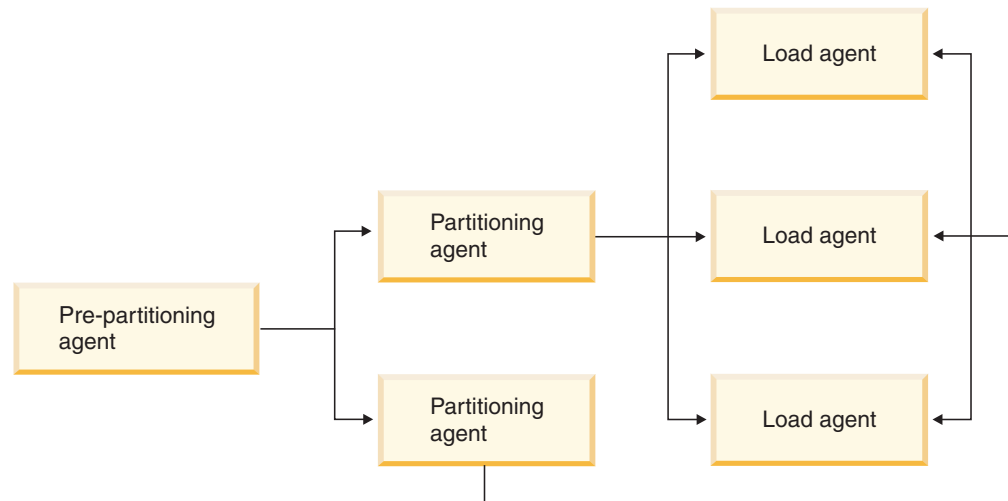 Load agent
Partitioning
agent
Load agent
Pre-partitioning
agent
Partitioning
agent
Load agent